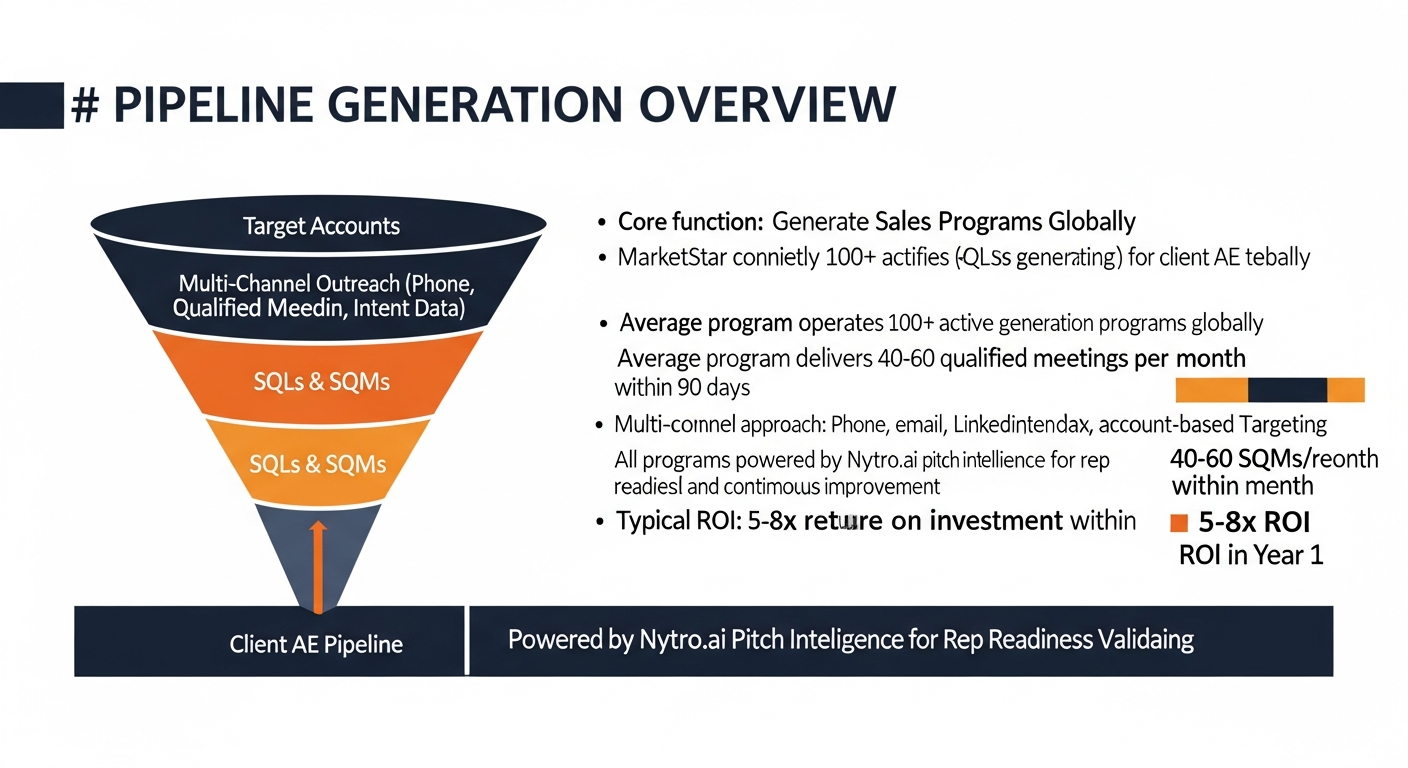 # PIPELINE GENERATION OVERVIEW
Target Accounts
Multi-Channel Outreach (Phone,
Qualified Meedin, Intent Data)
SQLs & SQMs
SQLs & SQMs
Client AE Pipeline
• Core function: Generate Sales Programs Globally
• MarketStar connietly 100+ actifies (-QLSs generating) for client AE tebally
• Average program operates 100+ active generation programs globally
Average program delivers 40-60 qualified meetings per month
within 90 days
• Multi-comnel approach: Phone, email, Linkedintendax, account-based Targeting
All programs powered by Nytro.ai pitch intellience for rep
readiesl and contimous improvement
• Typical ROI: 5-8x return on investment within
40-60 SQMs/reonth
within menth
5-8x ROI
ROI in Year 1
Powered by Nytro.ai Pitch Inteligence for Rep Readiness Validaing